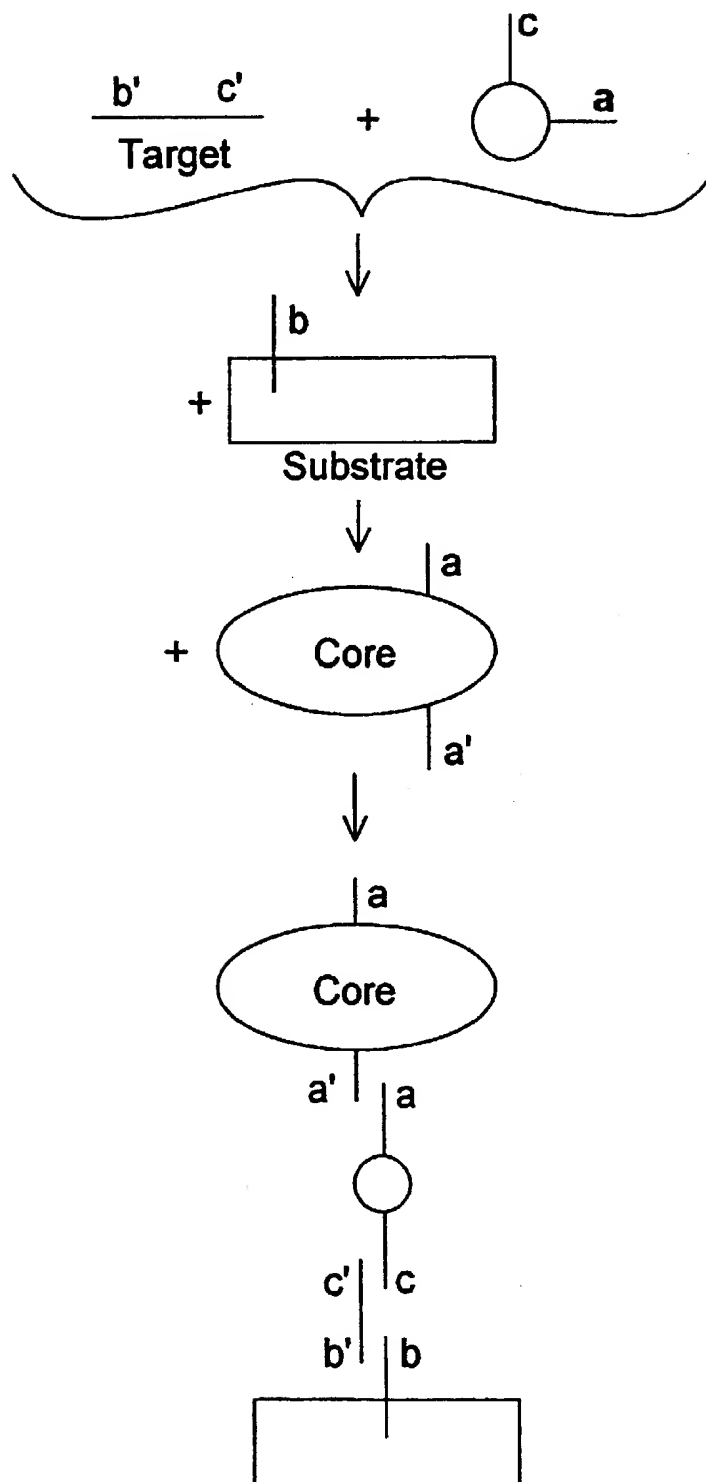 c
b' c' + a
Target
b
+
Substrate
a
+ Core
a'
a
Core
a' a
c' c
b' b